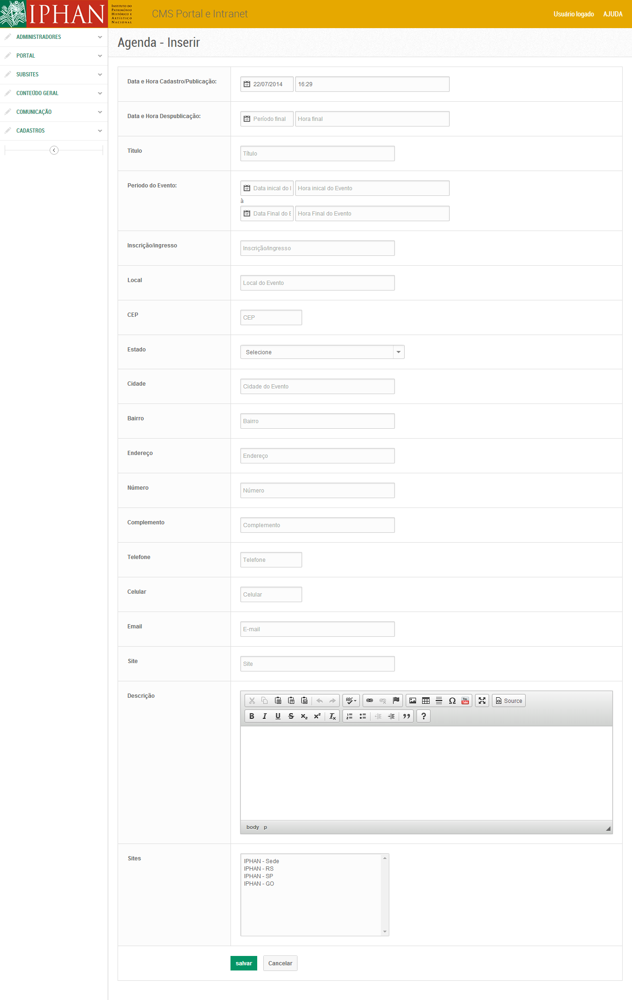 IPHAN
INSTITUTO DO
PATRIMÔNIO
HISTÓRICO E
ARTÍSTICO
NACIONAL
CMS Portal e Intranet
Usuário logado AJUDA
ADMINISTRADORES
PORTAL
SUBSITES
CONTEÚDO GERAL
COMUNICAÇÃO
CADASTROS
Agenda - Inserir
Data e Hora Cadastro/Publicação: 22/07/2014 16:29
Data e Hora Despublicação: Período final Hora final
Título Título
Periodo do Evento: Data inical do Hora inical do Evento
à
Data Final do E Hora Final do Evento
Inscrição/ingresso Inscrição/ingresso
Local Local do Evento
CEP CEP
Estado Selecione
Cidade Cidade do Evento
Bairro Bairro
Endereço Endereço
Número Número
Complemento Complemento
Telefone Telefone
Celular Celular
Email E-mail
Site Site
Descrição ABC Ω You Tube Source
B I U S x₂ x² Tx ?
body p
Sites IPHAN - Sede
IPHAN - RS
IPHAN - SP
IPHAN - GO
salvar Cancelar